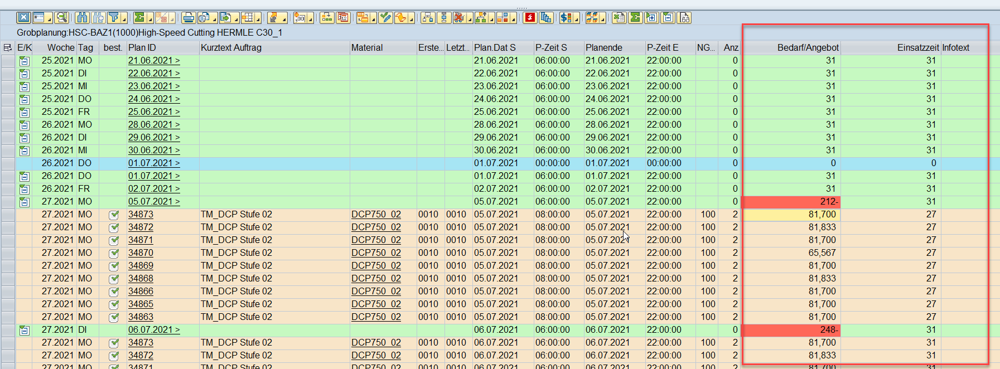 Grobplanung:HSC-BAZ1(1000)High-Speed Cutting HERMLE C30_1
E/K Woche Tag best. Plan ID Kurztext Auftrag Material Erste... Letzt... Plan.Dat S P-Zeit S Planende P-Zeit E NG... Anz Bedarf/Angebot Einsatzzeit Infotext
25.2021 MO 21.06.2021 > 21.06.2021 06:00:00 21.06.2021 22:00:00 0 31 31
25.2021 DI 22.06.2021 > 22.06.2021 06:00:00 22.06.2021 22:00:00 0 31 31
25.2021 MI 23.06.2021 > 23.06.2021 06:00:00 23.06.2021 22:00:00 0 31 31
25.2021 DO 24.06.2021 > 24.06.2021 06:00:00 24.06.2021 22:00:00 0 31 31
25.2021 FR 25.06.2021 > 25.06.2021 06:00:00 25.06.2021 22:00:00 0 31 31
26.2021 MO 28.06.2021 > 28.06.2021 06:00:00 28.06.2021 22:00:00 0 31 31
26.2021 DI 29.06.2021 > 29.06.2021 06:00:00 29.06.2021 22:00:00 0 31 31
26.2021 MI 30.06.2021 > 30.06.2021 06:00:00 30.06.2021 22:00:00 0 31 31
26.2021 DO 01.07.2021 > 01.07.2021 00:00:00 01.07.2021 00:00:00 0 0 0
26.2021 DO 01.07.2021 > 01.07.2021 06:00:00 01.07.2021 22:00:00 0 31 31
26.2021 FR 02.07.2021 > 02.07.2021 06:00:00 02.07.2021 22:00:00 0 31 31
27.2021 MO 05.07.2021 > 05.07.2021 06:00:00 05.07.2021 22:00:00 0 212- 31
27.2021 MO 34873 TM_DCP Stufe 02 DCP750_02 0010 0010 05.07.2021 08:00:00 05.07.2021 22:00:00 100 2 81,700 27
27.2021 MO 34872 TM_DCP Stufe 02 DCP750_02 0010 0010 05.07.2021 08:00:00 05.07.2021 22:00:00 100 2 81,833 27
27.2021 MO 34871 TM_DCP Stufe 02 DCP750_02 0010 0010 05.07.2021 08:00:00 05.07.2021 22:00:00 100 2 81,700 27
27.2021 MO 34870 TM_DCP Stufe 02 DCP750_02 0010 0010 05.07.2021 08:00:00 05.07.2021 22:00:00 100 2 65,567 27
27.2021 MO 34869 TM_DCP Stufe 02 DCP750_02 0010 0010 05.07.2021 08:00:00 05.07.2021 22:00:00 100 2 81,700 27
27.2021 MO 34868 TM_DCP Stufe 02 DCP750_02 0010 0010 05.07.2021 08:00:00 05.07.2021 22:00:00 100 2 81,833 27
27.2021 MO 34866 TM_DCP Stufe 02 DCP750_02 0010 0010 05.07.2021 08:00:00 05.07.2021 22:00:00 100 2 81,700 27
27.2021 MO 34865 TM_DCP Stufe 02 DCP750_02 0010 0010 05.07.2021 08:00:00 05.07.2021 22:00:00 100 2 81,700 27
27.2021 MO 34863 TM_DCP Stufe 02 DCP750_02 0010 0010 05.07.2021 08:00:00 05.07.2021 22:00:00 100 2 81,700 27
27.2021 DI 06.07.2021 > 06.07.2021 06:00:00 06.07.2021 22:00:00 0 248- 31
27.2021 MO 34873 TM_DCP Stufe 02 DCP750_02 0010 0010 06.07.2021 06:00:00 06.07.2021 22:00:00 100 2 81,700 31
27.2021 MO 34872 TM_DCP Stufe 02 DCP750_02 0010 0010 06.07.2021 06:00:00 06.07.2021 22:00:00 100 2 81,833 31
27.2021 MO 34871 TM_DCP Stufe 02 DCP750_02 0010 0010 06.07.2021 06:00:00 06.07.2021 22:00:00 100 2 81,700 31